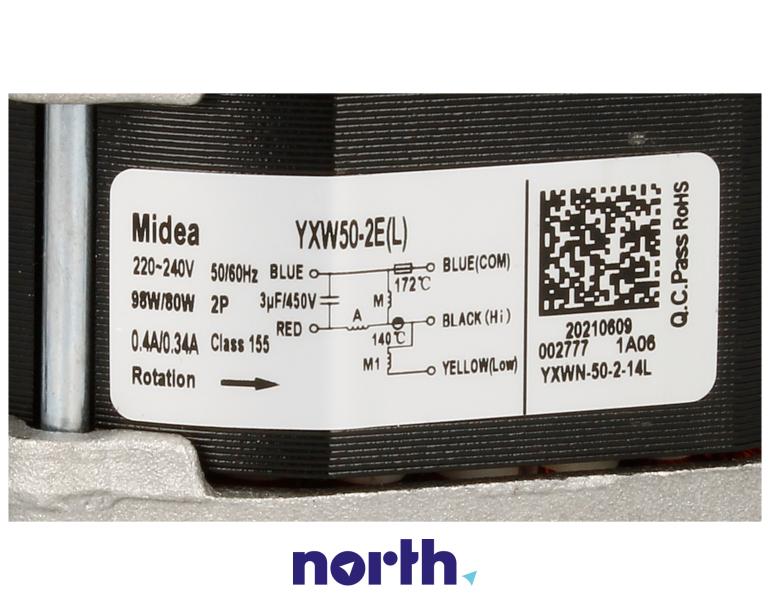 Midea YXW50-2E(L)
220~240V 50/60Hz
98W/80W 2P
0.4A/0.34A Class 155
Rotation
BLUE
3μF/450V
RED
A
M
172℃
140℃
M1
BLUE(COM)
BLACK(Hi)
YELLOW(Low)
Q.C.Pass RoHS
20210609
002777 1A06
YXWN-50-2-14L
north